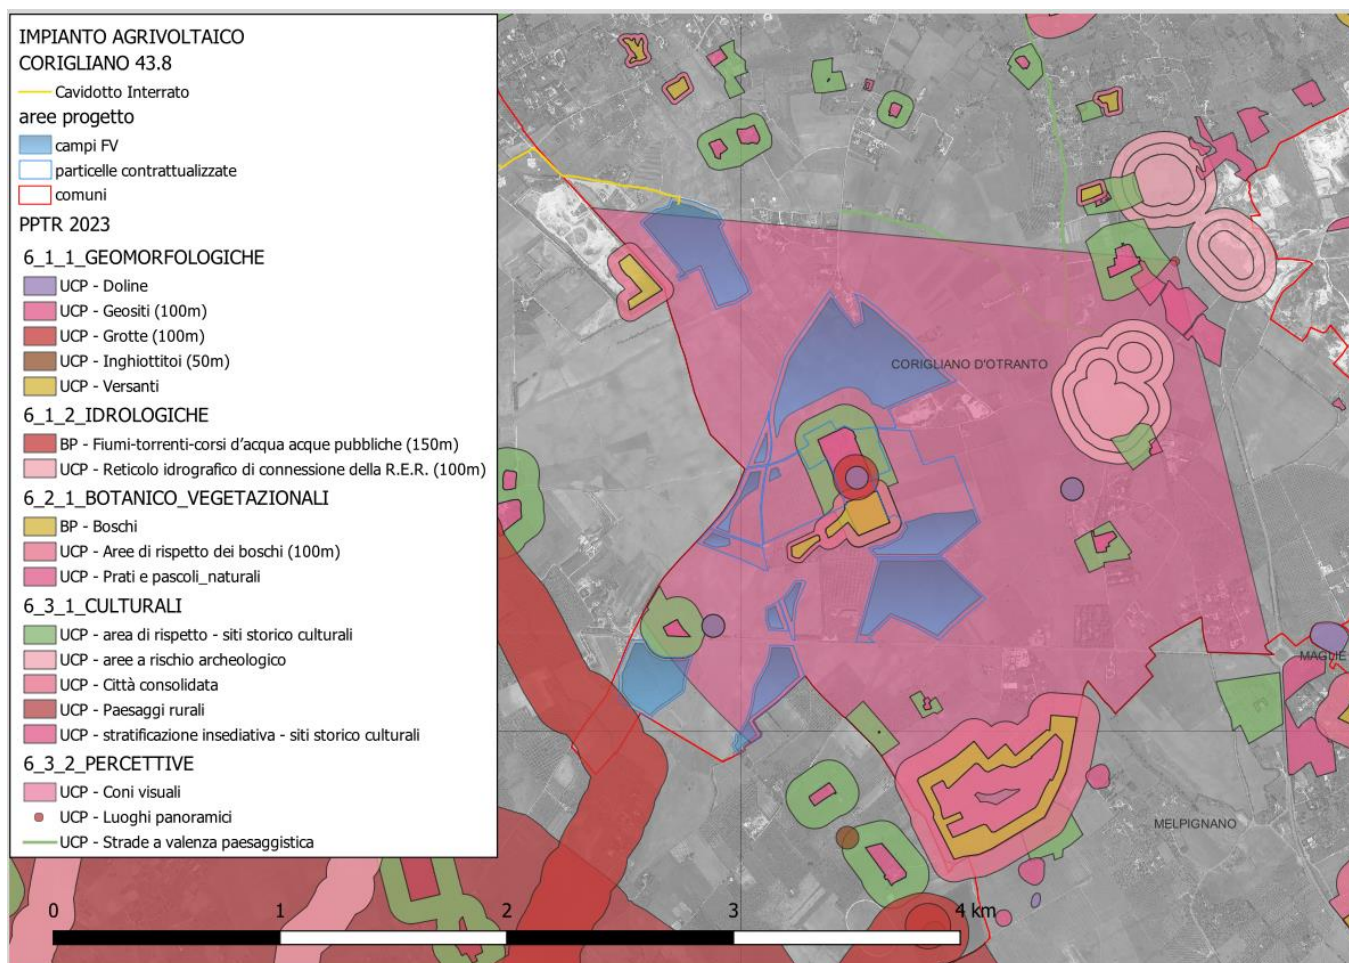 IMPIANTO AGRIVOLTAICO
CORIGLIANO 43.8
Cavidotto Interrato
aree progetto
campi FV
particelle contrattualizzate
comuni
PPTR 2023
6_1_1_GEOMORFOLOGICHE
UCP - Doline
UCP - Geositi (100m)
UCP - Grotte (100m)
UCP - Inghiottitoi (50m)
UCP - Versanti
6_1_2_IDROLOGICHE
BP - Fiumi-torrenti-corsi d'acqua acque pubbliche (150m)
UCP - Reticolo idrografico di connessione della R.E.R. (100m)
6_2_1_BOTANICO_VEGETAZIONALI
BP - Boschi
UCP - Aree di rispetto dei boschi (100m)
UCP - Prati e pascoli_naturali
6_3_1_CULTURALI
UCP - area di rispetto - siti storico culturali
UCP - aree a rischio archeologico
UCP - Città consolidata
UCP - Paesaggi rurali
UCP - stratificazione insediativa - siti storico culturali
6_3_2_PERCETTIVE
UCP - Coni visuali
UCP - Luoghi panoramici
UCP - Strade a valenza paesaggistica
CORIGLIANO D'OTRANTO
MAGLIE
MELPIGNANO
0 1 2 3 4 km